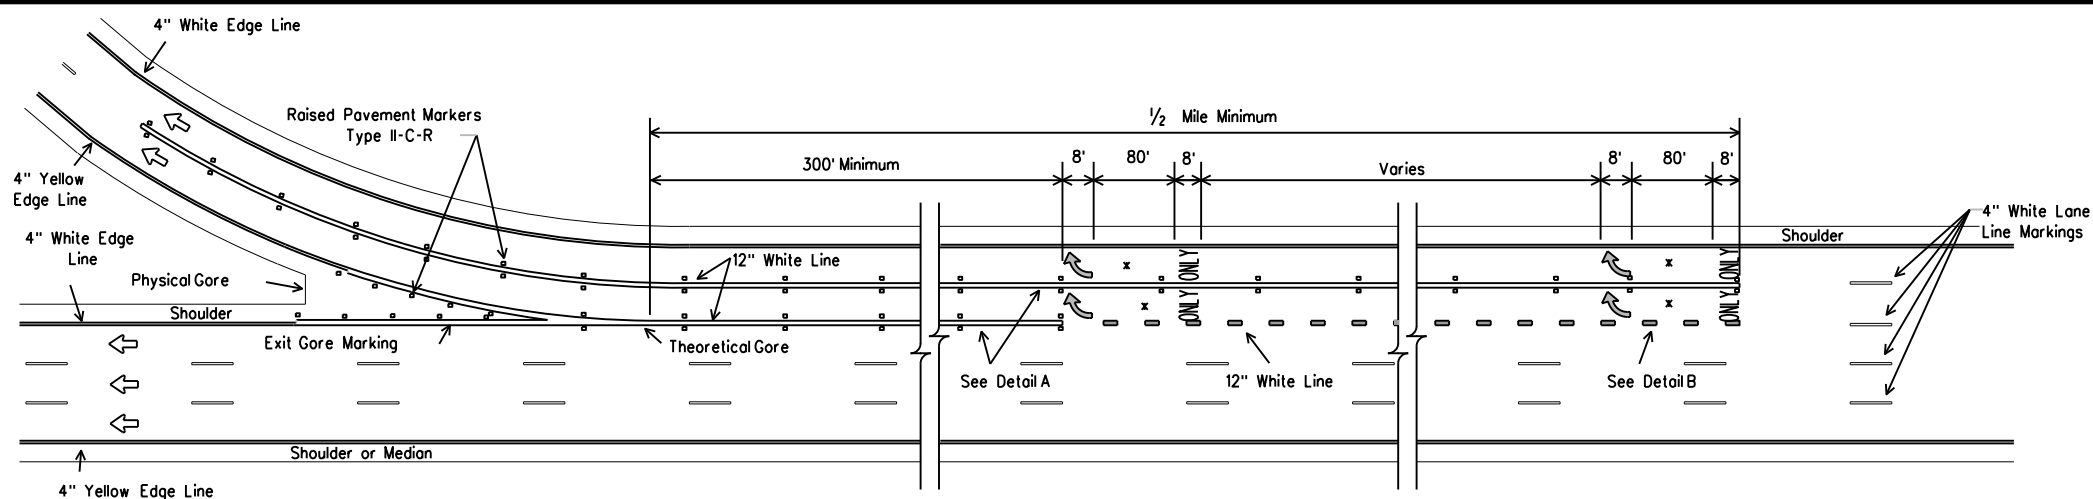 4" White Edge Line
Raised Pavement Markers
Type II-C-R
½ Mile Minimum
300' Minimum
8'
80'
8'
Varies
8'
80'
8'
4" Yellow
Edge Line
4" White Edge
Line
Physical Gore
Shoulder
Exit Gore Marking
12" White Line
Theoretical Gore
See Detail A
ONLY
ONLY
12" White Line
See Detail B
ONLY
ONLY
Shoulder
4" White Lane
Line Markings
Shoulder or Median
4" Yellow Edge Line